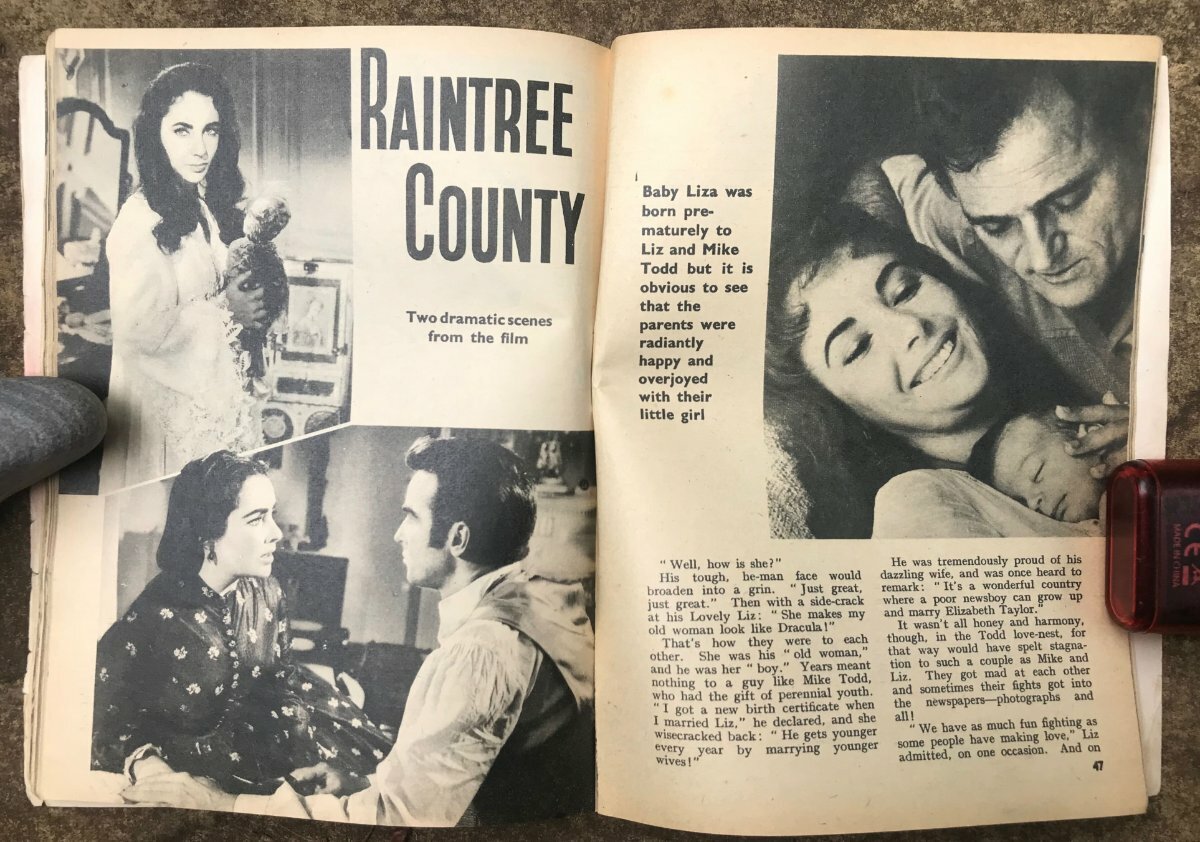 RAINTREE
COUNTY
Two dramatic scenes
from the film
Baby Liza was
born pre-
maturely to
Liz and Mike
Todd but it is
obvious to see
that the
parents were
radiantly
happy and
overjoyed
with their
little girl
" Well, how is she?"
His tough, he-man face would
broaden into a grin. " Just great,
just great." Then with a side-crack
at his Lovely Liz: " She makes my
old woman look like Dracula!"
That's how they were to each
other. She was his " old woman,"
and he was her " boy." Years meant
nothing to a guy like Mike Todd,
who had the gift of perennial youth.
" I got a new birth certificate when
I married Liz," he declared, and she
wisecracked back: " He gets younger
every year by marrying younger
wives!"
He was tremendously proud of his
dazzling wife, and was once heard to
remark: " It's a wonderful country
where a poor newsboy can grow up
and marry Elizabeth Taylor."
It wasn't all honey and harmony,
though, in the Todd love-nest, for
that way would have spelt stagna-
tion to such a couple as Mike and
Liz. They got mad at each other
and sometimes their fights got into
the newspapers—photographs and
all!
" We have as much fun fighting as
some people have making love," Liz
admitted, on one occasion. And on
47
CE
MADE IN CHINA